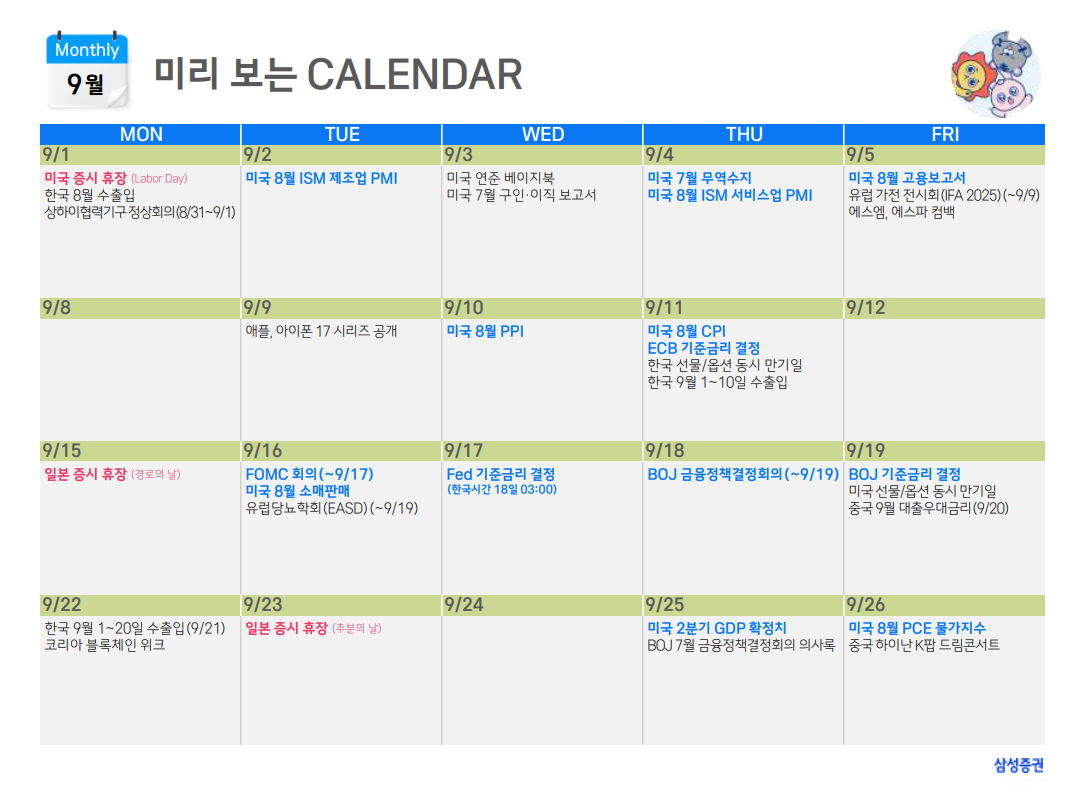 Monthly
9월
미리 보는 CALENDAR
MON TUE WED THU FRI
9/1 9/2 9/3 9/4 9/5
미국 증시 휴장 (Labor Day)
한국 8월 수출입
상하이협력기구 정상회의(8/31~9/1)
미국 8월 ISM 제조업 PMI
미국 연준 베이지북
미국 7월 구인·이직 보고서
미국 7월 무역수지
미국 8월 ISM 서비스업 PMI
미국 8월 고용보고서
유럽 가전 전시회(IFA 2025) (~9/9)
에스엠, 에스파 컴백
9/8 9/9 9/10 9/11 9/12
애플, 아이폰 17 시리즈 공개
미국 8월 PPI
미국 8월 CPI
ECB 기준금리 결정
한국 선물/옵션 동시 만기일
한국 9월 1~10일 수출입
9/15 9/16 9/17 9/18 9/19
일본 증시 휴장 (경로의 날)
FOMC 회의(~9/17)
미국 8월 소매판매
유럽당뇨학회(EASD) (~9/19)
Fed 기준금리 결정
(한국시간 18일 03:00)
BOJ 금융정책결정회의(~9/19)
BOJ 기준금리 결정
미국 선물/옵션 동시 만기일
중국 9월 대출우대금리(9/20)
9/22 9/23 9/24 9/25 9/26
한국 9월 1~20일 수출입(9/21)
코리아 블록체인 위크
일본 증시 휴장 (추분의 날)
미국 2분기 GDP 확정치
BOJ 7월 금융정책결정회의 의사록
미국 8월 PCE 물가지수
중국 하이난 K팝 드림콘서트
삼성증권